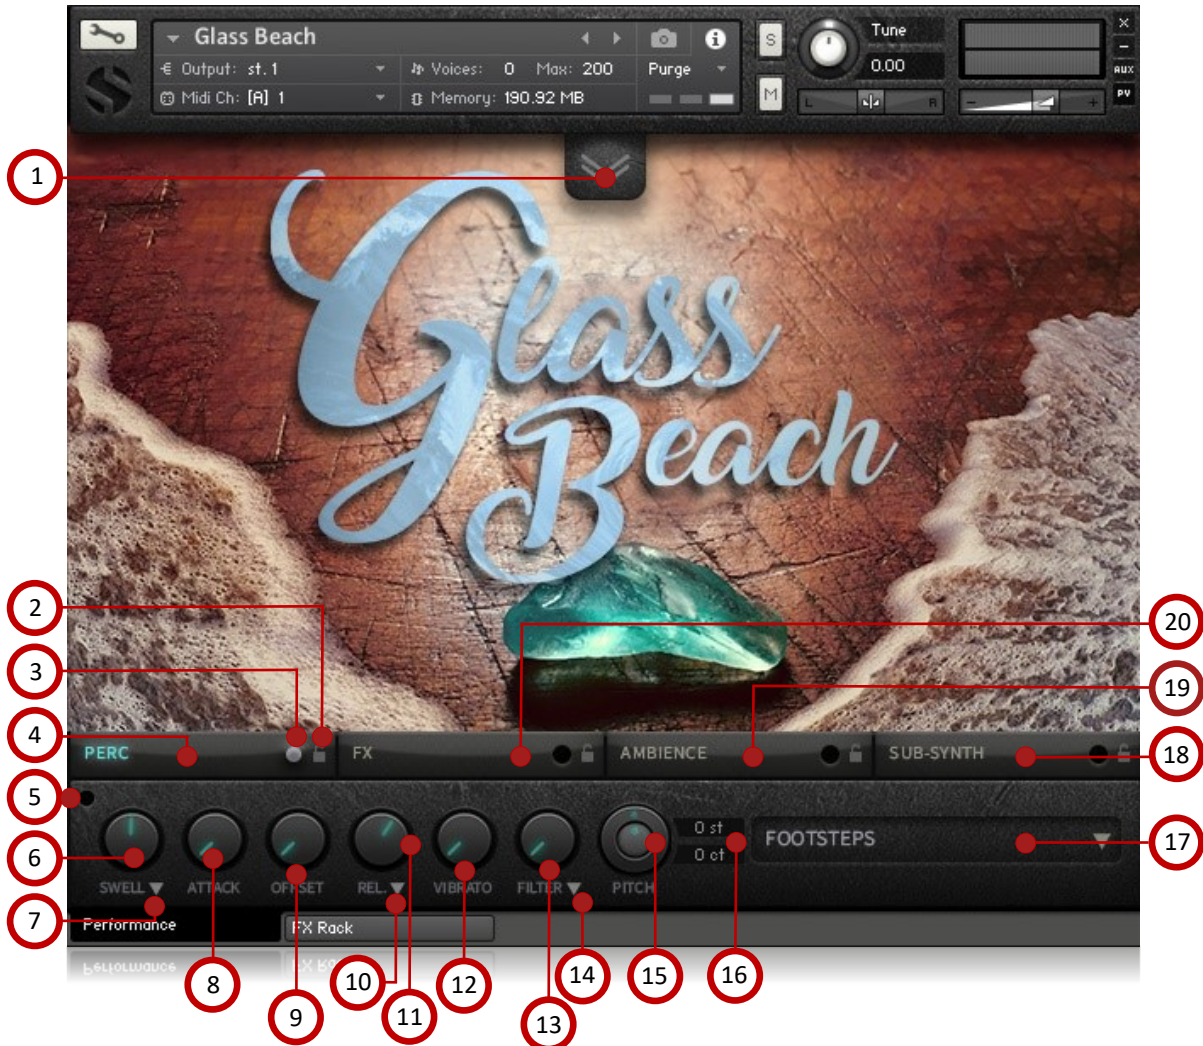 Glass Beach
i
S
Tune
X
-
Output: st.1
Voices: 0 Max: 200
Purge
0.00
AUX
Midi Ch: [A] 1
Memory: 190.92 MB
M
L
R
- +
PV
1
Glass
Beach
2
20
3
19
4
PERC
FX
AMBIENCE
SUB-SYNTH
18
5
6
0 st
0 ct
FOOTSTEPS
17
SWELL
ATTACK
OFFSET
REL.
VIBRATO
FILTER
PITCH
7
Performance
FX Rack
8
9
10
11
12
13
14
15
16